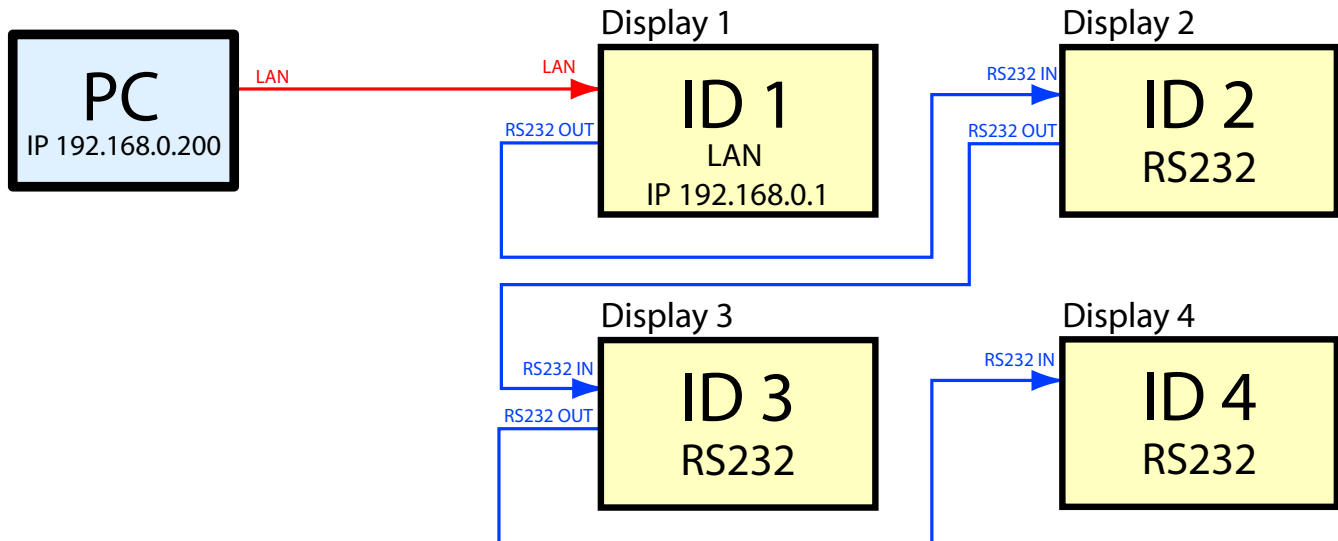 Display 1
Display 2
PC
IP 192.168.0.200
LAN
LAN
RS232 OUT
ID 1
LAN
IP 192.168.0.1
RS232 IN
RS232 OUT
ID 2
RS232
Display 3
Display 4
RS232 IN
RS232 OUT
ID 3
RS232
RS232 IN
ID 4
RS232